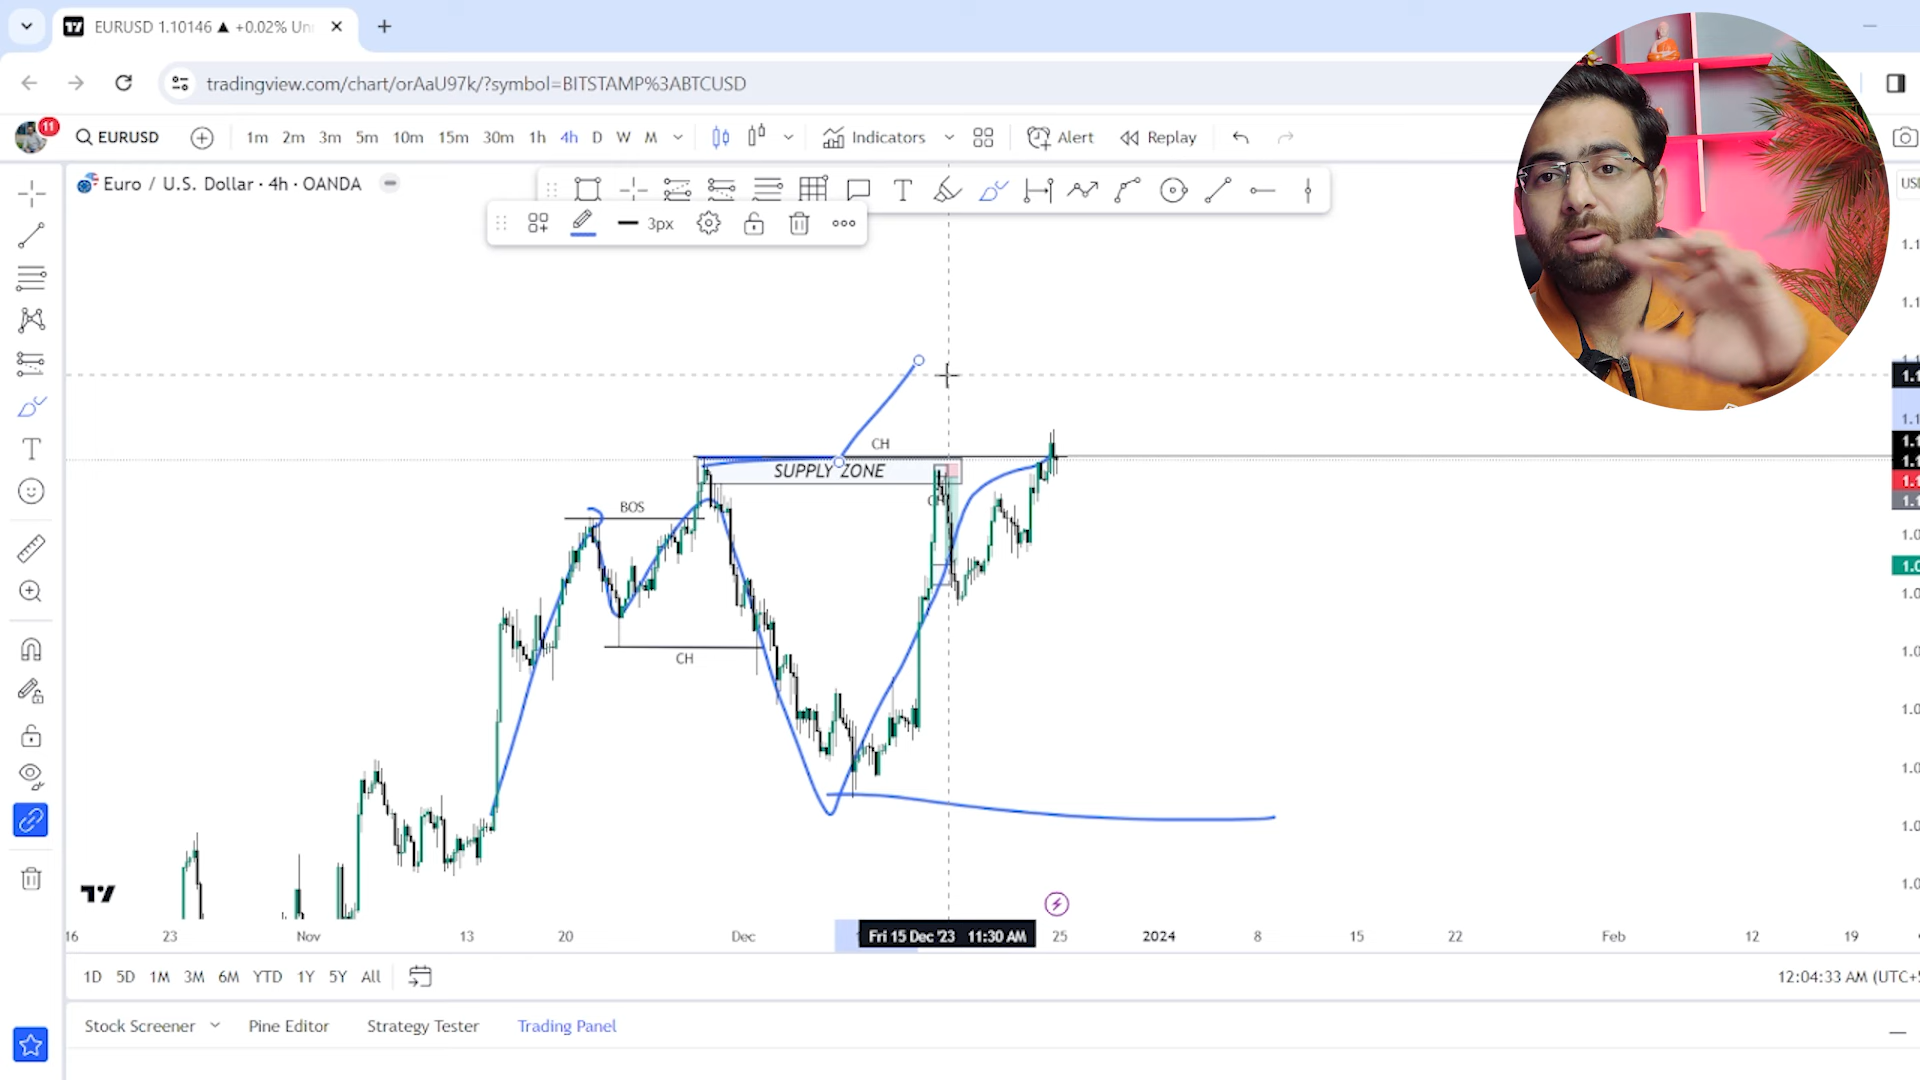 EURUSD 1.10146 ▲ +0.02% Un
tradingview.com/chart/orAaU97k/?symbol=BITSTAMP%3ABTCUSD
11
EURUSD 1m 2m 3m 5m 10m 15m 30m 1h 4h D W M Indicators Alert Replay
Euro / U.S. Dollar · 4h · OANDA
T
3px
CH
SUPPLY ZONE
BOS
CH
16 23 Nov 13 20 Dec Fri 15 Dec '23 11:30 AM 25 2024 8 15 22 Feb 12 19
1D 5D 1M 3M 6M YTD 1Y 5Y All 12:04:33 AM (UTC+5
Stock Screener Pine Editor Strategy Tester Trading Panel